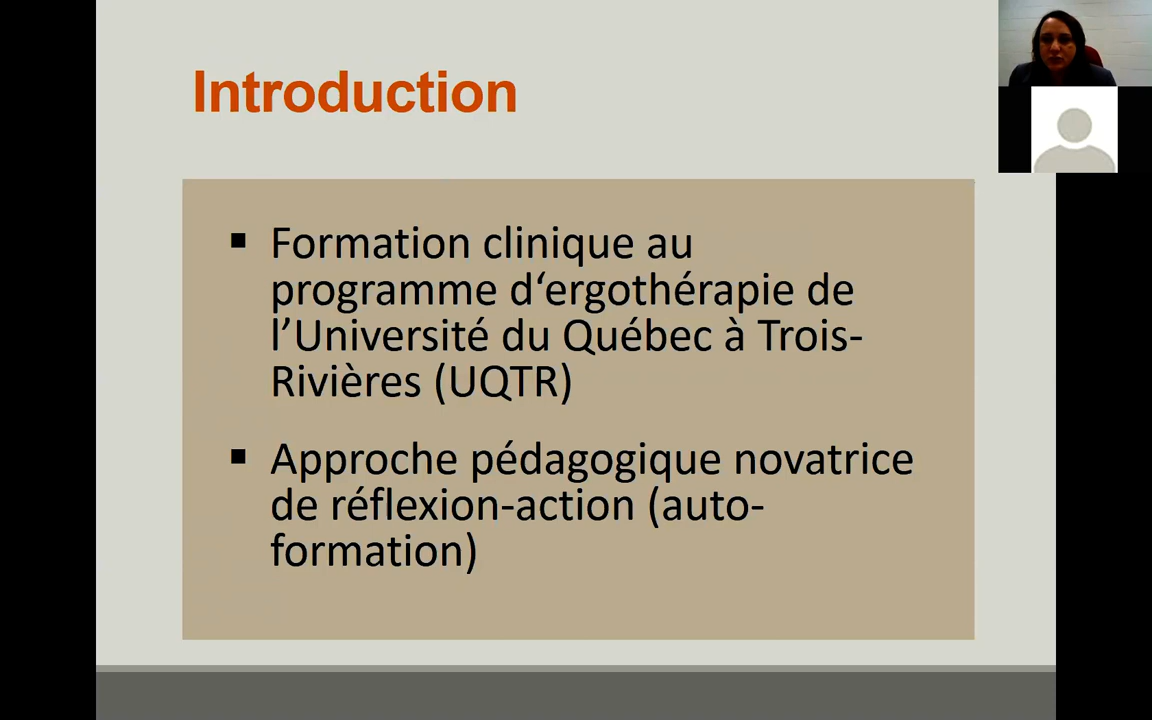 Introduction
▪ Formation clinique au
programme d‘ergothérapie de
l’Université du Québec à Trois-
Rivières (UQTR)
▪ Approche pédagogique novatrice
de réflexion-action (auto-
formation)